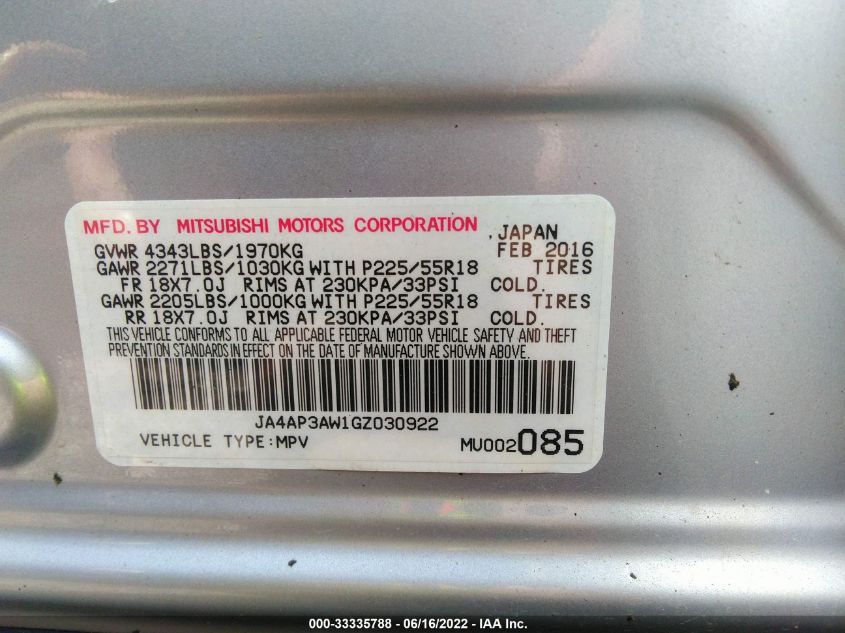 MFD. BY MITSUBISHI MOTORS CORPORATION
JAPAN
GVWR 4343LBS/1970KG FEB 2016
GAWR 2271LBS/1030KG WITH P225/55R18 TIRES
FR 18X7.0J RIMS AT 230KPA/33PSI COLD.
GAWR 2205LBS/1000KG WITH P225/55R18 TIRES
RR 18X7.0J RIMS AT 230KPA/33PSI COLD.
THIS VEHICLE CONFORMS TO ALL APPLICABLE FEDERAL MOTOR VEHICLE SAFETY AND THEFT
PREVENTION STANDARDS IN EFFECT ON THE DATE OF MANUFACTURE SHOWN ABOVE.
JA4AP3AW1GZ030922
VEHICLE TYPE:MPV MU002085
000-33335788 - 06/16/2022 - IAA Inc.